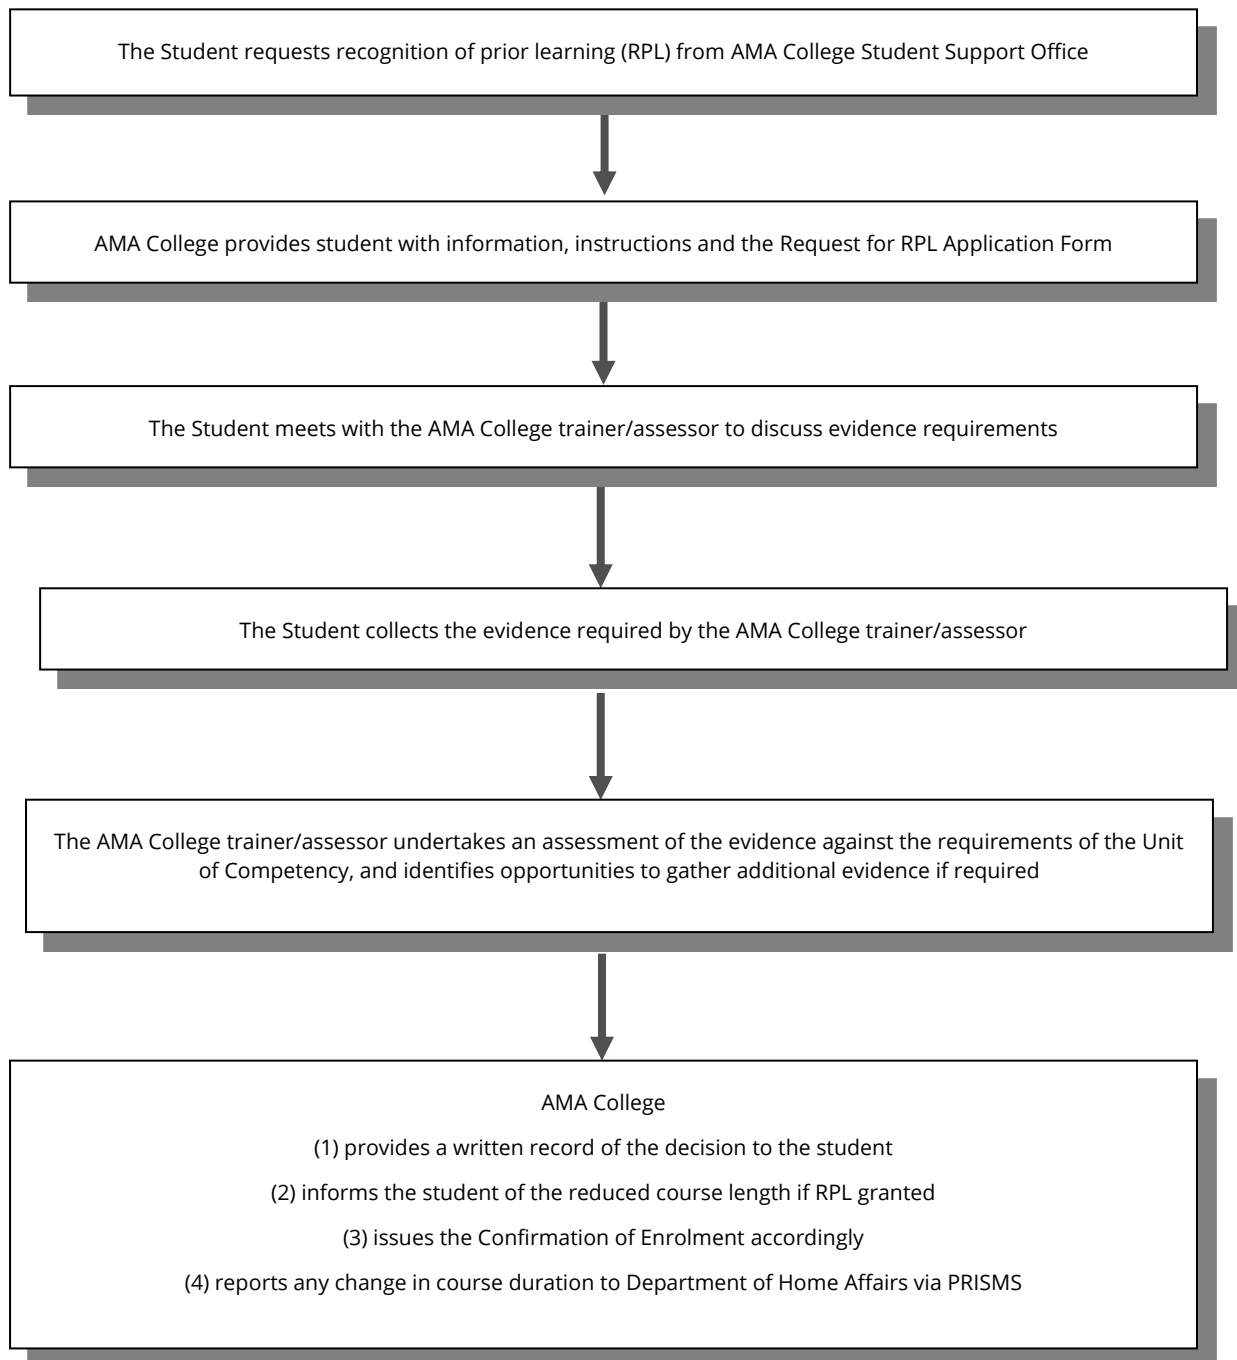 The Student requests recognition of prior learning (RPL) from AMA College Student Support Office
AMA College provides student with information, instructions and the Request for RPL Application Form
The Student meets with the AMA College trainer/assessor to discuss evidence requirements
The Student collects the evidence required by the AMA College trainer/assessor
The AMA College trainer/assessor undertakes an assessment of the evidence against the requirements of the Unit
of Competency, and identifies opportunities to gather additional evidence if required
AMA College
(1) provides a written record of the decision to the student
(2) informs the student of the reduced course length if RPL granted
(3) issues the Confirmation of Enrolment accordingly
(4) reports any change in course duration to Department of Home Affairs via PRISMS